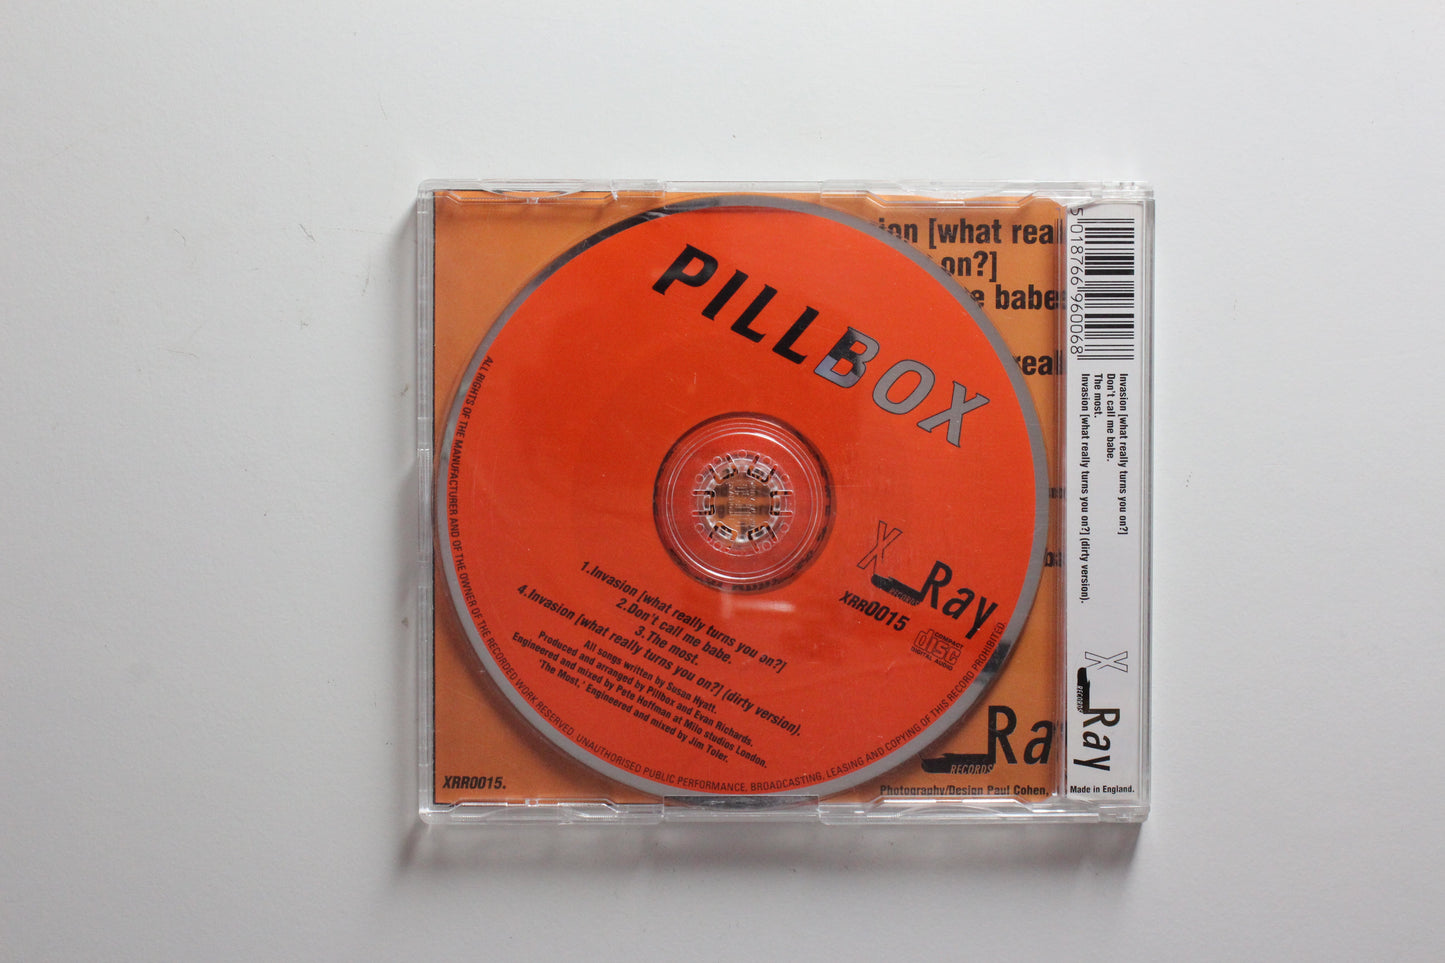 PILLBOX
X Ray
RECORDS
XRR0015
COMPACT
disc
DIGITAL AUDIO
1.Invasion [what really turns you on?]
2.Don't call me babe.
3.The most.
4.Invasion [what really turns you on?] (dirty version).
All songs written by Susan Hyatt.
Produced and arranged by Pillbox and Evan Richards.
Engineered and mixed by Pete Hoffman at Milo studios London.
'The Most,' Engineered and mixed by Jim Toler.
ALL RIGHTS OF THE MANUFACTURER AND OF THE OWNER OF THE RECORDED WORK RESERVED. UNAUTHORISED PUBLIC PERFORMANCE, BROADCASTING, LEASING AND COPYING OF THIS RECORD PROHIBITED.
[what real
on?]
babe
real
Ra
RECORDS
XRR0015.
Photography/Design Paul Cohen,
5 018766 960068
Invasion [what really turns you on?]
Don't call me babe.
The most.
Invasion [what really turns you on?] (dirty version).
X Ray
RECORDS
Made in England.